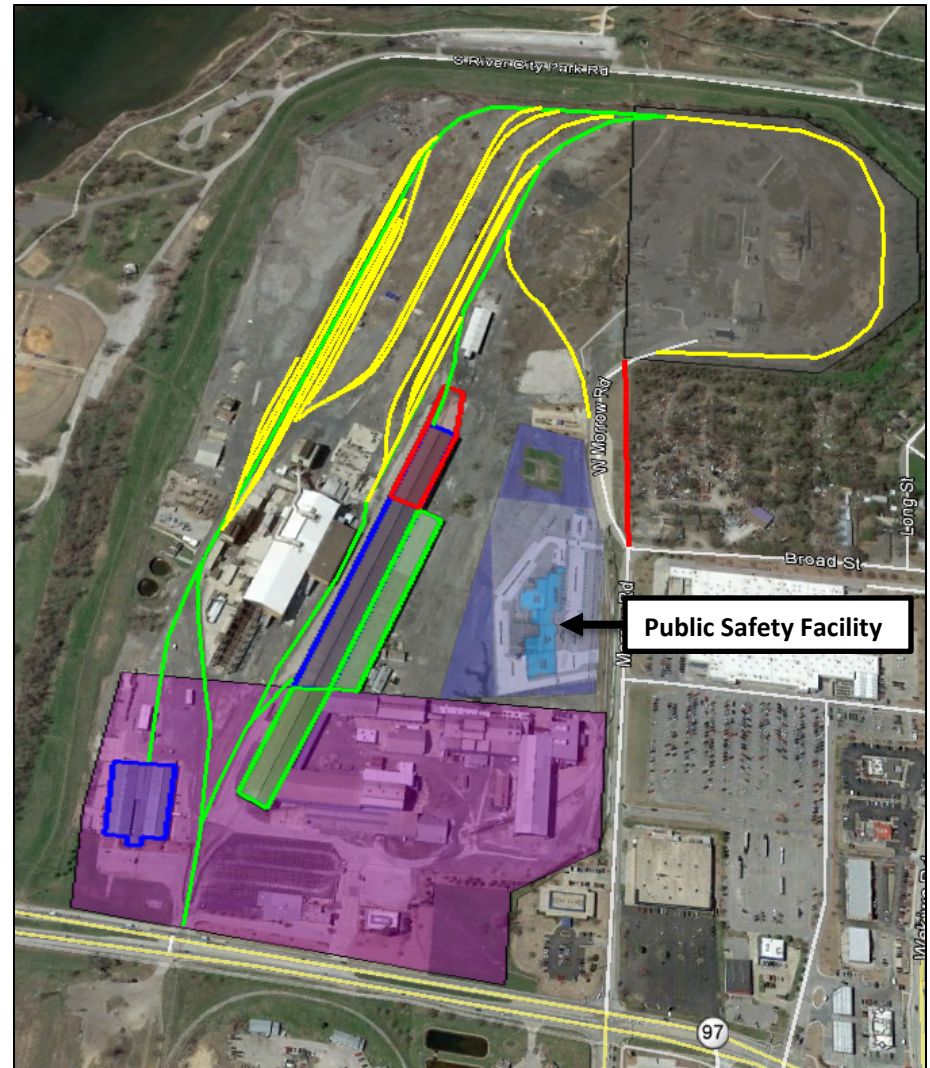 S River City Park Rd
W Morrow Rd
Long St
Broad St
Public Safety Facility
97